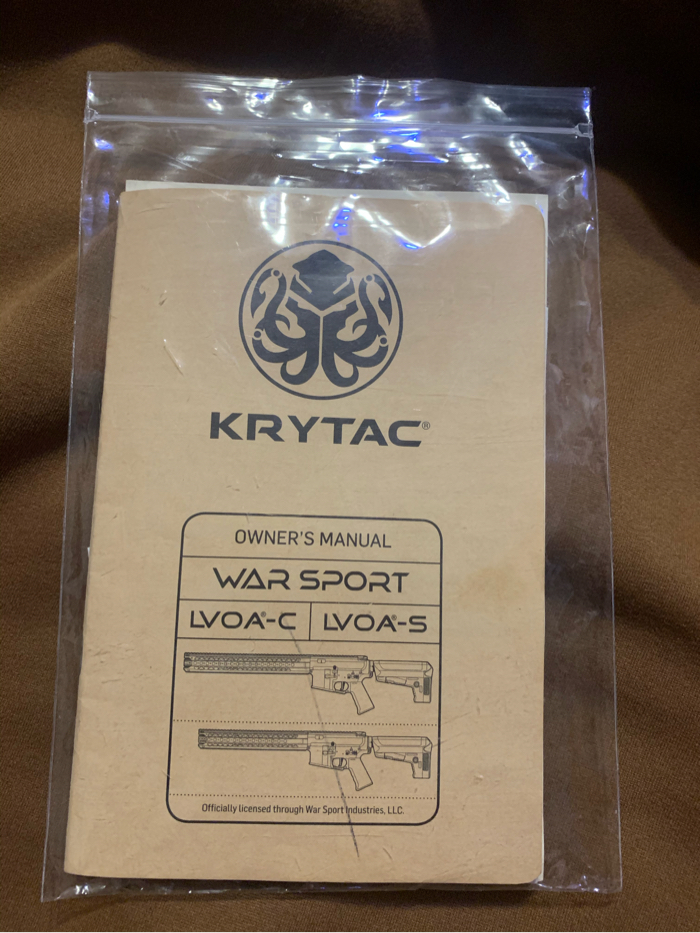 KRYTAC®
OWNER'S MANUAL
WAR SPORT
LVOA®-C LVOA®-S
Officially licensed through War Sport Industries, LLC.